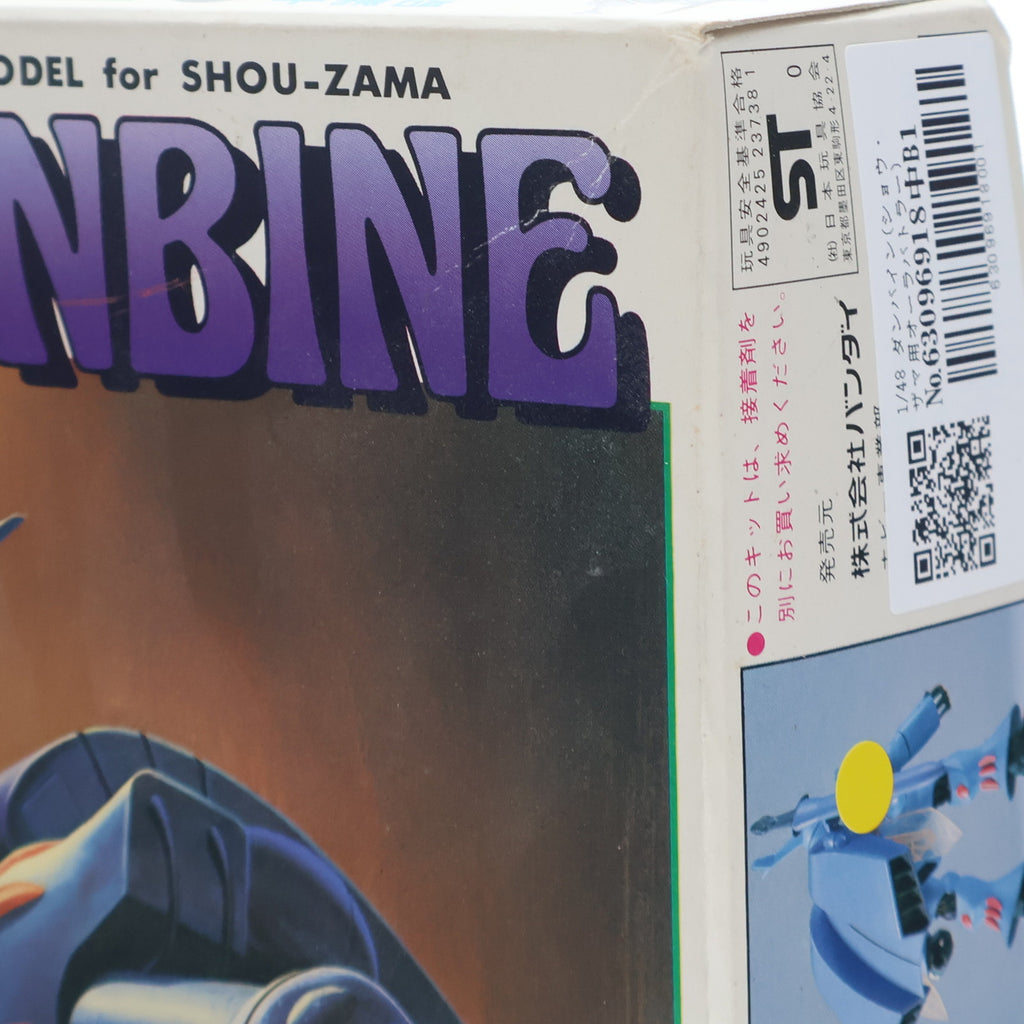 ODEL for SHOU-ZAMA
NBINE
玩具安全基準合格
4902425 237381
ST
0
(社)日本玩具協会
東京都墨田区東駒形4-22-4
●このキットは、接着剤を
別にお買い求めください。
発売元
株式会社バンダイ
1/48 ダンバイン(ショウ・
ザマ用オーラバトラー)
No.63096918中B1
63096918001